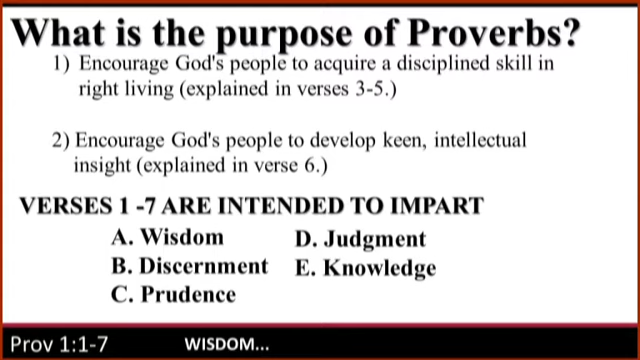 What is the purpose of Proverbs?
1) Encourage God's people to acquire a disciplined skill in
right living (explained in verses 3-5.)
2) Encourage God's people to develop keen, intellectual
insight (explained in verse 6.)
VERSES 1 -7 ARE INTENDED TO IMPART
A. Wisdom D. Judgment
B. Discernment E. Knowledge
C. Prudence
Prov 1:1-7 WISDOM...